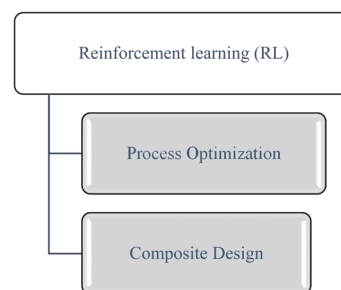 Reinforcement learning (RL)
Process Optimization
Composite Design